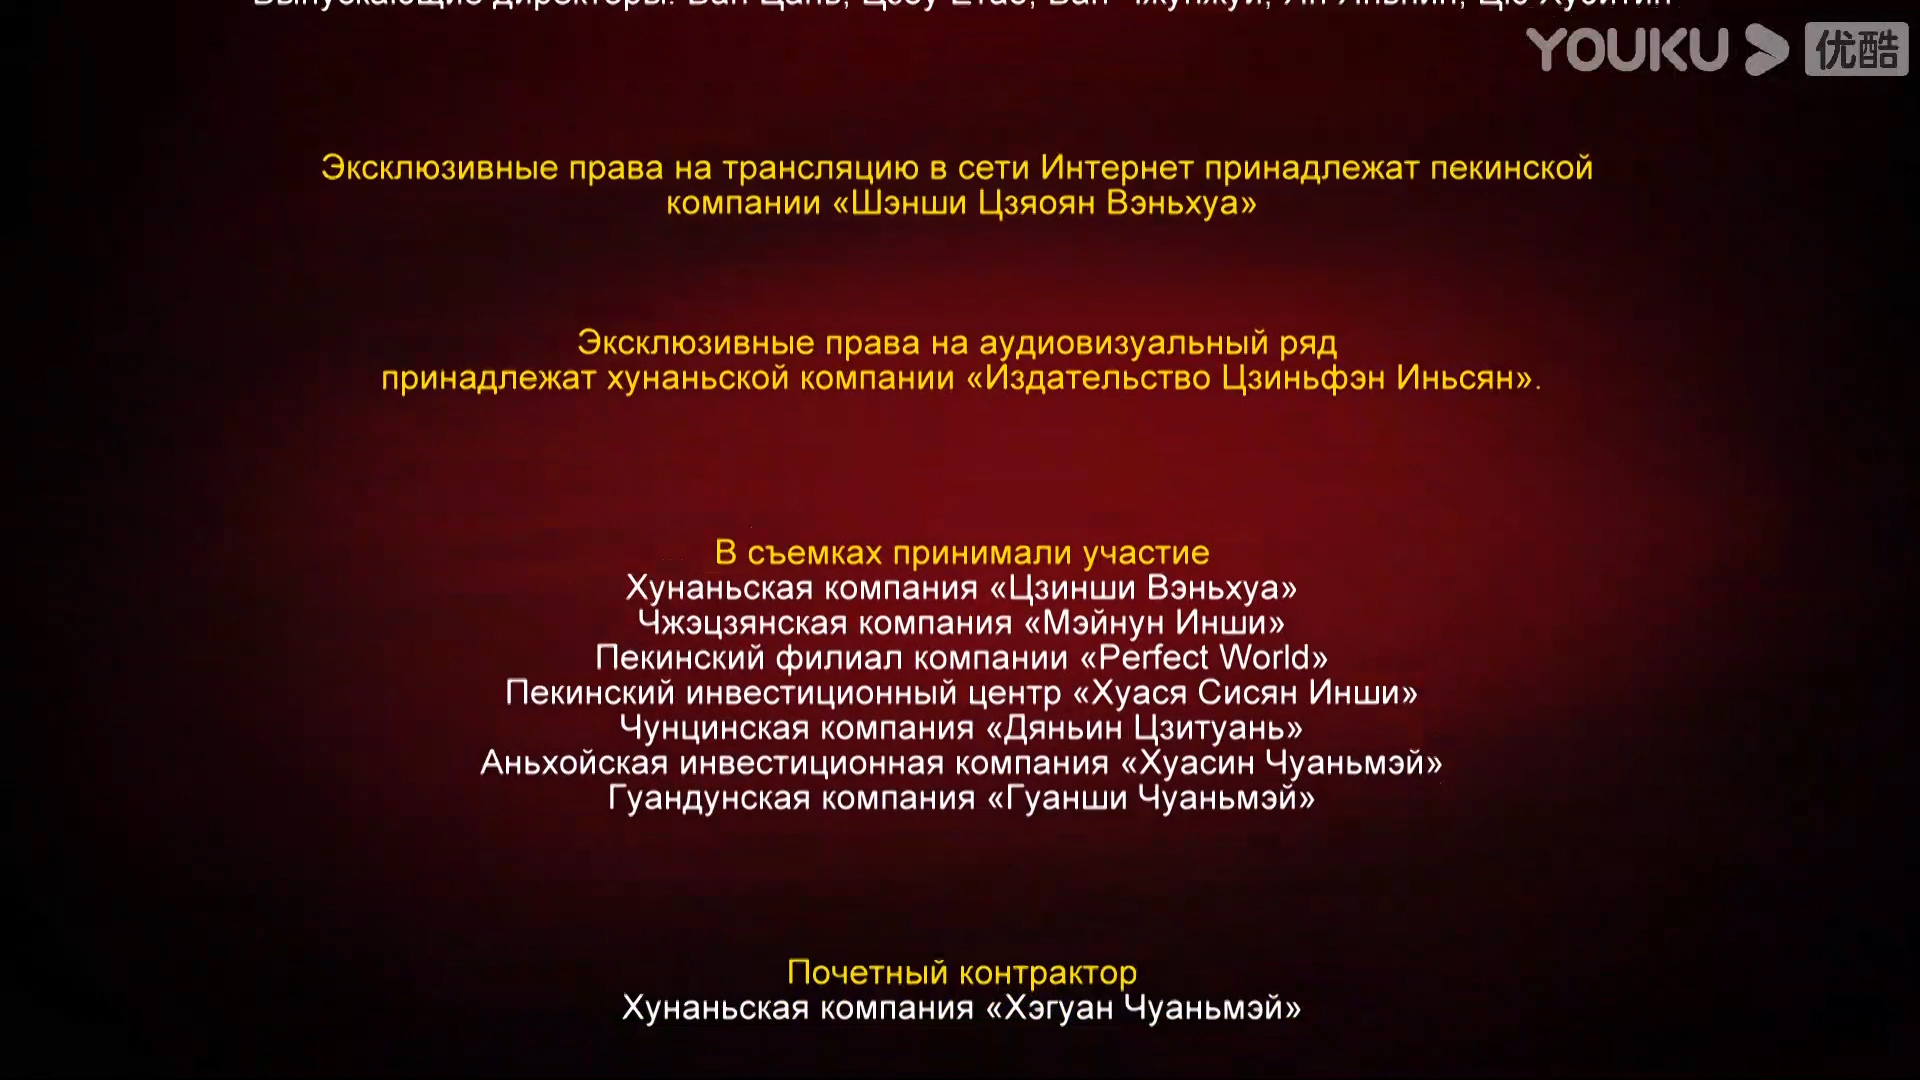 YOUKU 优酷
Эксклюзивные права на трансляцию в сети Интернет принадлежат пекинской
компании «Шэнши Цзяоян Вэньхуа»
Эксклюзивные права на аудиовизуальный ряд
принадлежат хунаньской компании «Издательство Цзиньфэн Иньсян».
В съемках принимали участие
Хунаньская компания «Цзинши Вэньхуа»
Чжэцзянская компания «Мэйнун Инши»
Пекинский филиал компании «Perfect World»
Пекинский инвестиционный центр «Хуася Сисян Инши»
Чунцинская компания «Дяньин Цзитуань»
Аньхойская инвестиционная компания «Хуасин Чуаньмэй»
Гуандунская компания «Гуанши Чуаньмэй»
Почетный контрактор
Хунаньская компания «Хэгуан Чуаньмэй»